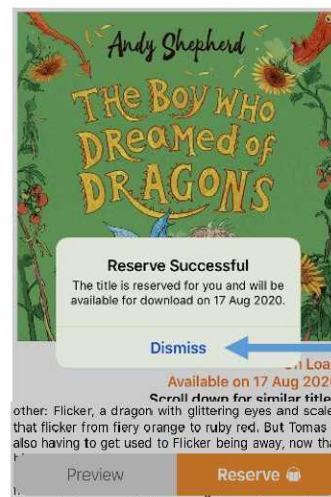 Andy Shepherd
THE BOY WHO
DREAMED of
DRAGONS
Reserve Successful
The title is reserved for you and will be
available for download on 17 Aug 2020.
Dismiss
On Loa
Available on 17 Aug 202
Scroll down for similar title
other: Flicker, a dragon with glittering eyes and scale
that flicker from fiery orange to ruby red. But Tomas
also having to get used to Flicker being away, now tha
Preview
Reserve